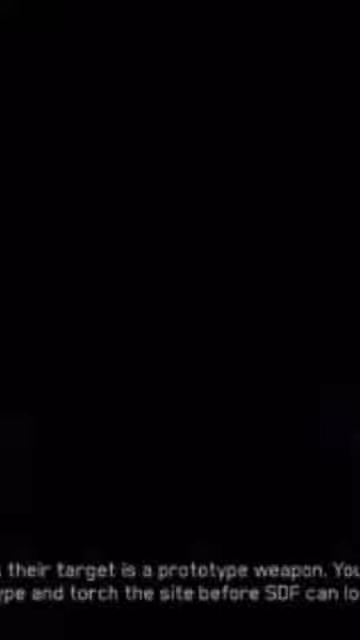 their target is a prototype weapon. You
ype and torch the site before SDF can lo